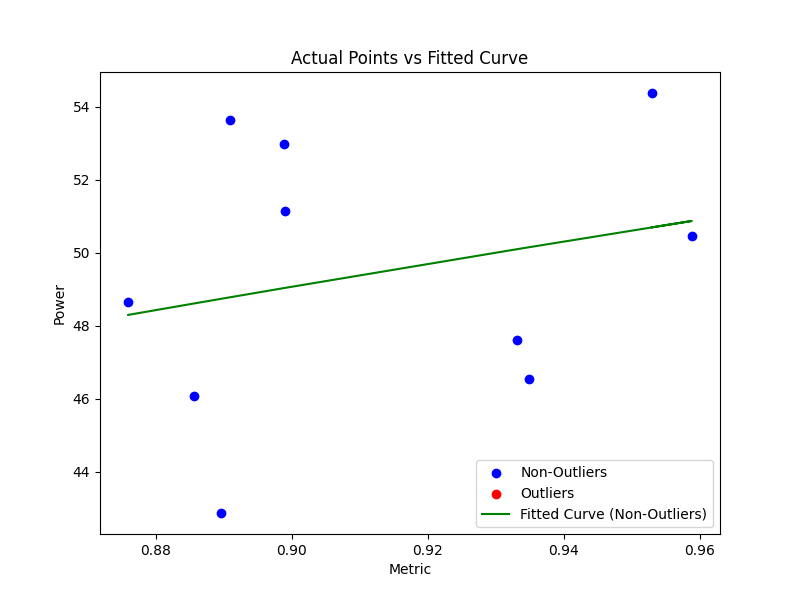 Actual Points vs Fitted Curve
54
52
50
48
46
44
Power
Non-Outliers
Outliers
Fitted Curve (Non-Outliers)
0.88
0.90
0.92
0.94
0.96
Metric